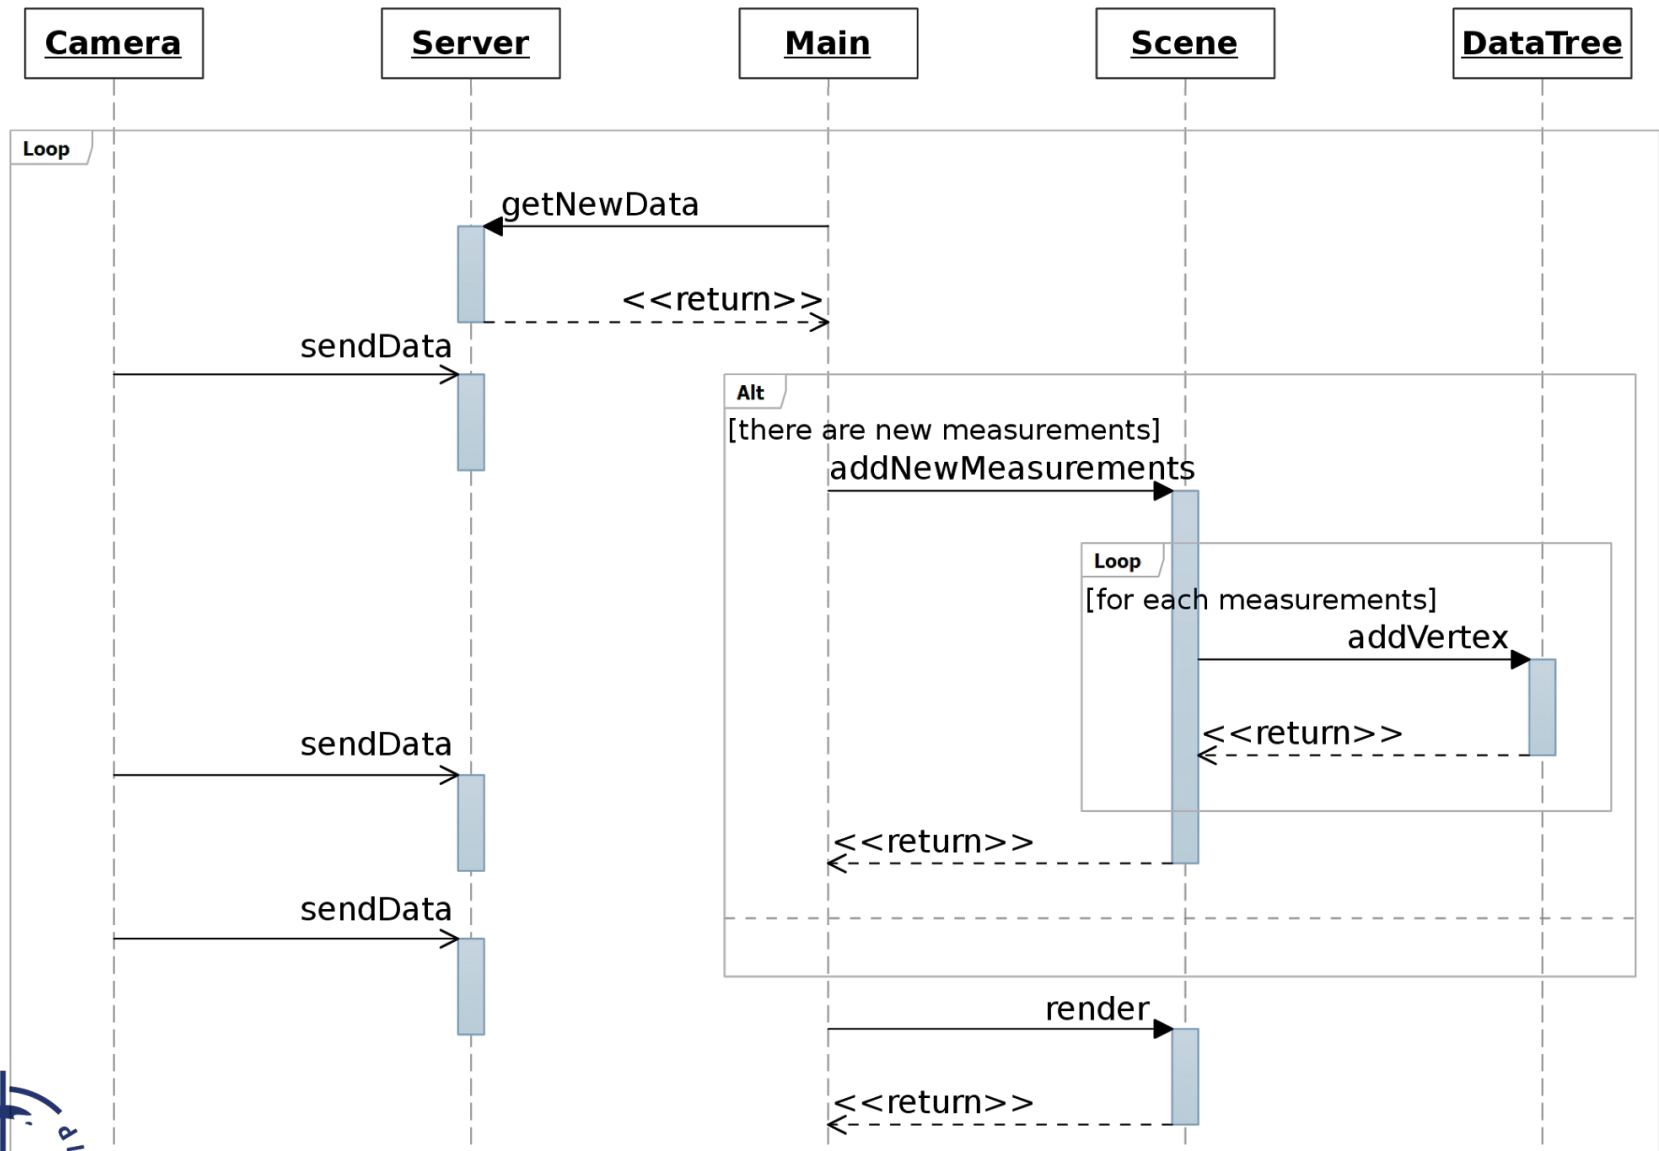 Camera
Server
Main
Scene
DataTree
Loop
getNewData
<<return>>
sendData
Alt
[there are new measurements]
addNewMeasurements
Loop
[for each measurements]
addVertex
<<return>>
sendData
<<return>>
sendData
render
<<return>>